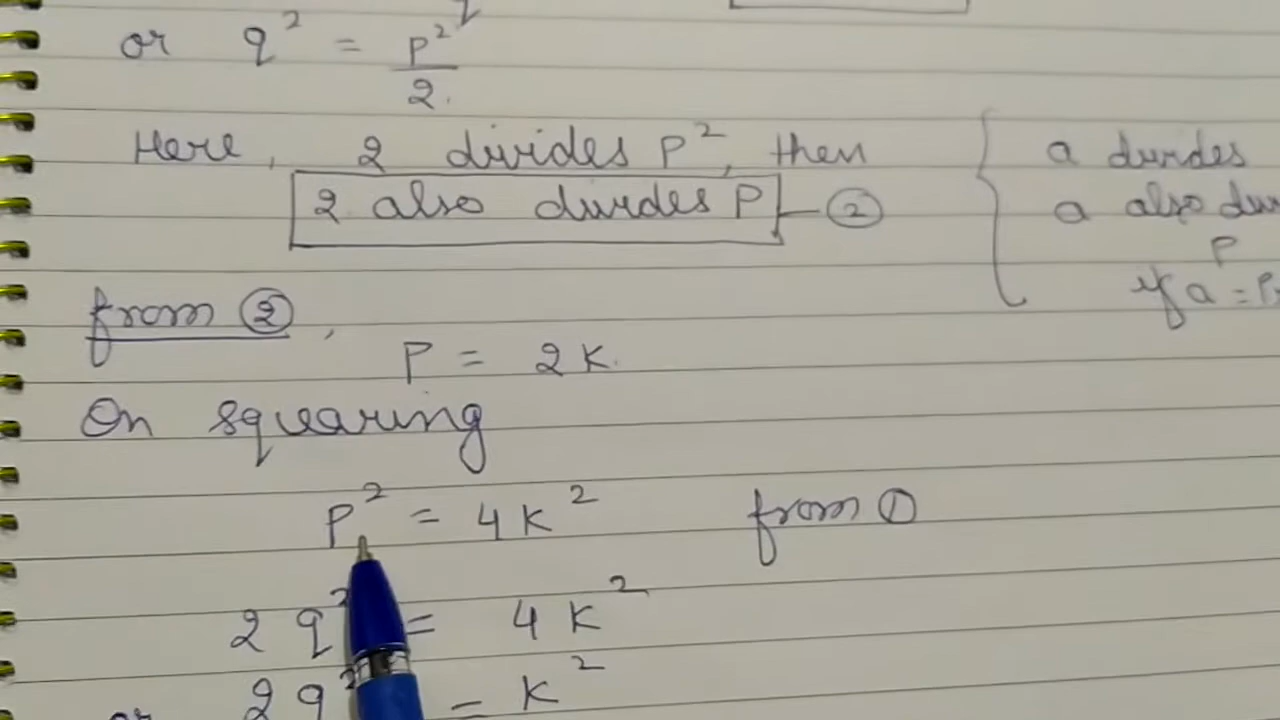 or q² = p²/2.
Here, 2 divides P², then
2 also divides P — ②
a divides
a also
P
if a =
from ②,
P = 2K.
On squaring
P² = 4K² from ①
2q² = 4K²
or 2q² = K²